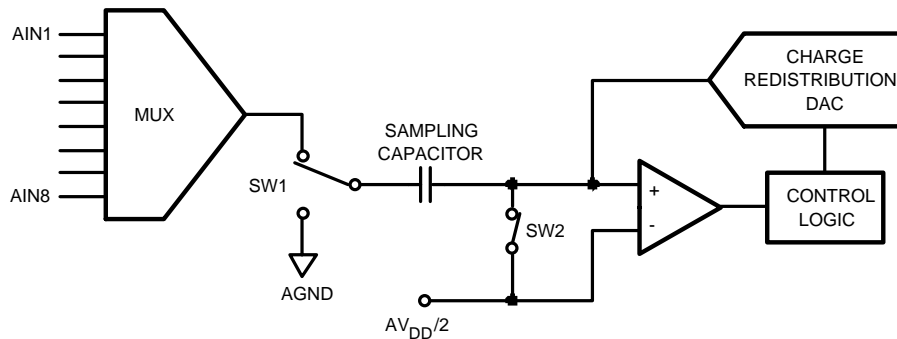 AIN1
MUX
AIN8
SW1
AGND
SAMPLING
CAPACITOR
SW2
AVDD/2
+
-
CHARGE
REDISTRIBUTION
DAC
CONTROL
LOGIC